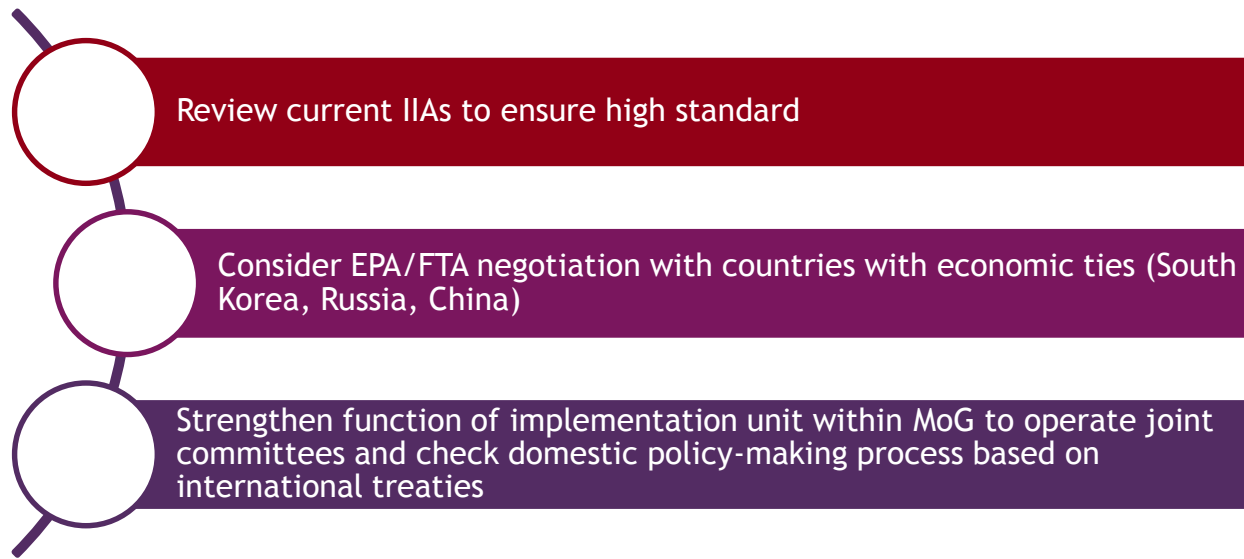 Review current IIAs to ensure high standard
Consider EPA/FTA negotiation with countries with economic ties (South
Korea, Russia, China)
Strengthen function of implementation unit within MoG to operate joint
committees and check domestic policy-making process based on
international treaties